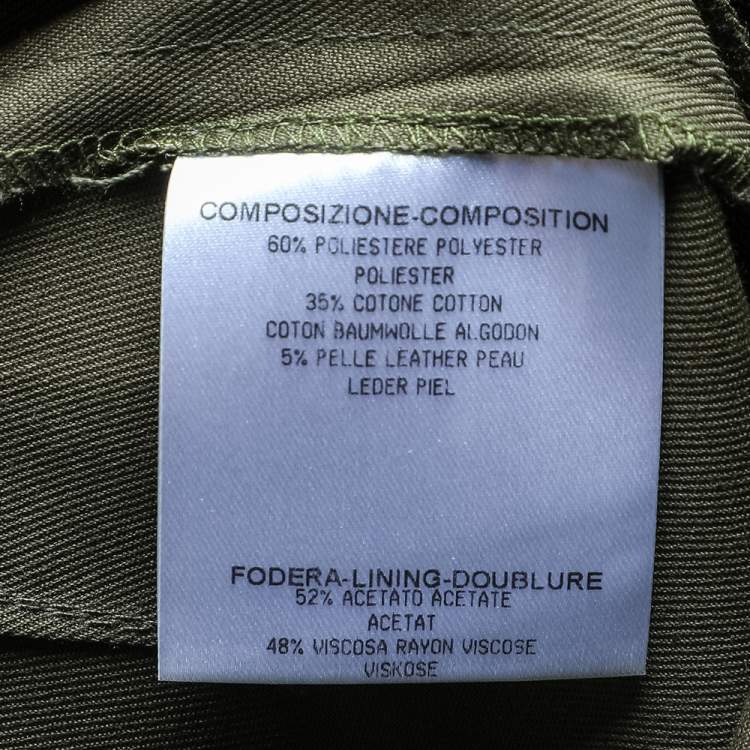 COMPOSIZIONE-COMPOSITION
60% POLIESTERE POLYESTER
POLIESTER
35% COTONE COTTON
COTON BAUMWOLLE ALGODON
5% PELLE LEATHER PEAU
LEDER PIEL
FODERA-LINING-DOUBLURE
52% ACETATO ACETATE
ACETAT
48% VISCOSA RAYON VISCOSE
VISKOSE